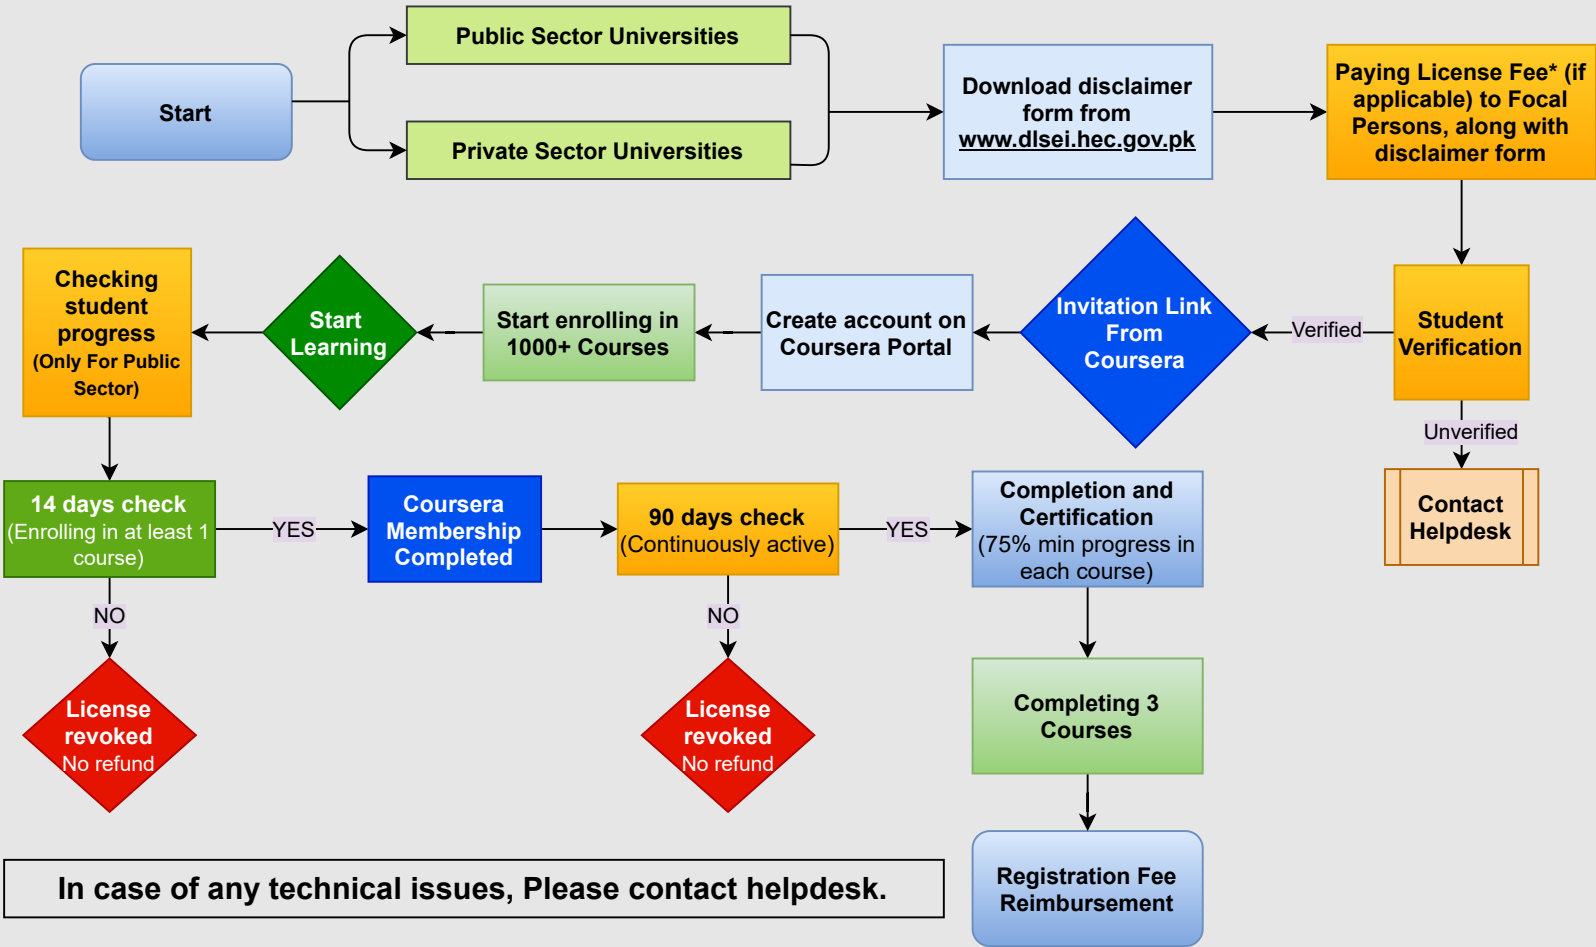 Start
Public Sector Universities
Private Sector Universities
Download disclaimer
form from
www.dlsei.hec.gov.pk
Paying License Fee* (if
applicable) to Focal
Persons, along with
disclaimer form
Student
Verification
Verified
Unverified
Contact
Helpdesk
Invitation Link
From
Coursera
Create account on
Coursera Portal
Start enrolling in
1000+ Courses
Start
Learning
Checking
student
progress
(Only For Public
Sector)
14 days check
(Enrolling in at least 1
course)
YES
NO
License
revoked
No refund
Coursera
Membership
Completed
90 days check
(Continuously active)
YES
NO
License
revoked
No refund
Completion and
Certification
(75% min progress in
each course)
Completing 3
Courses
Registration Fee
Reimbursement
In case of any technical issues, Please contact helpdesk.